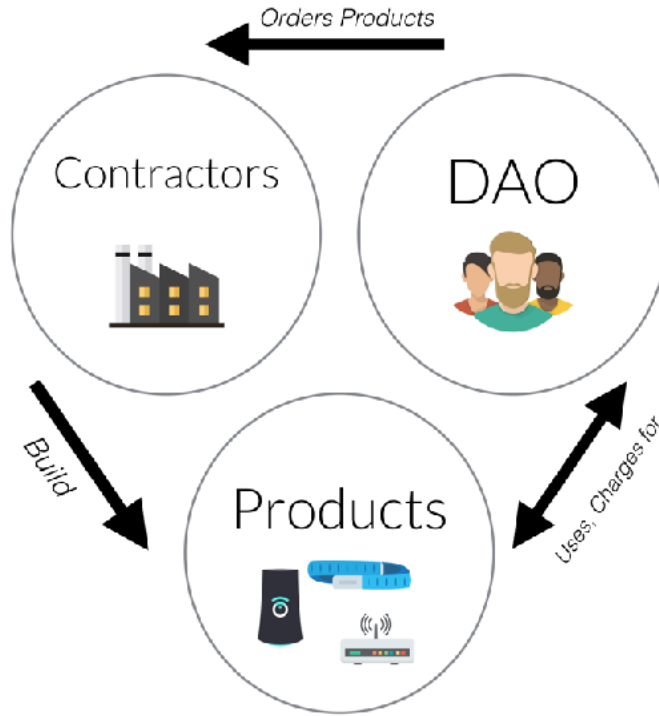 Orders Products
Contractors
DAO
Build
Uses, Charges for
Products